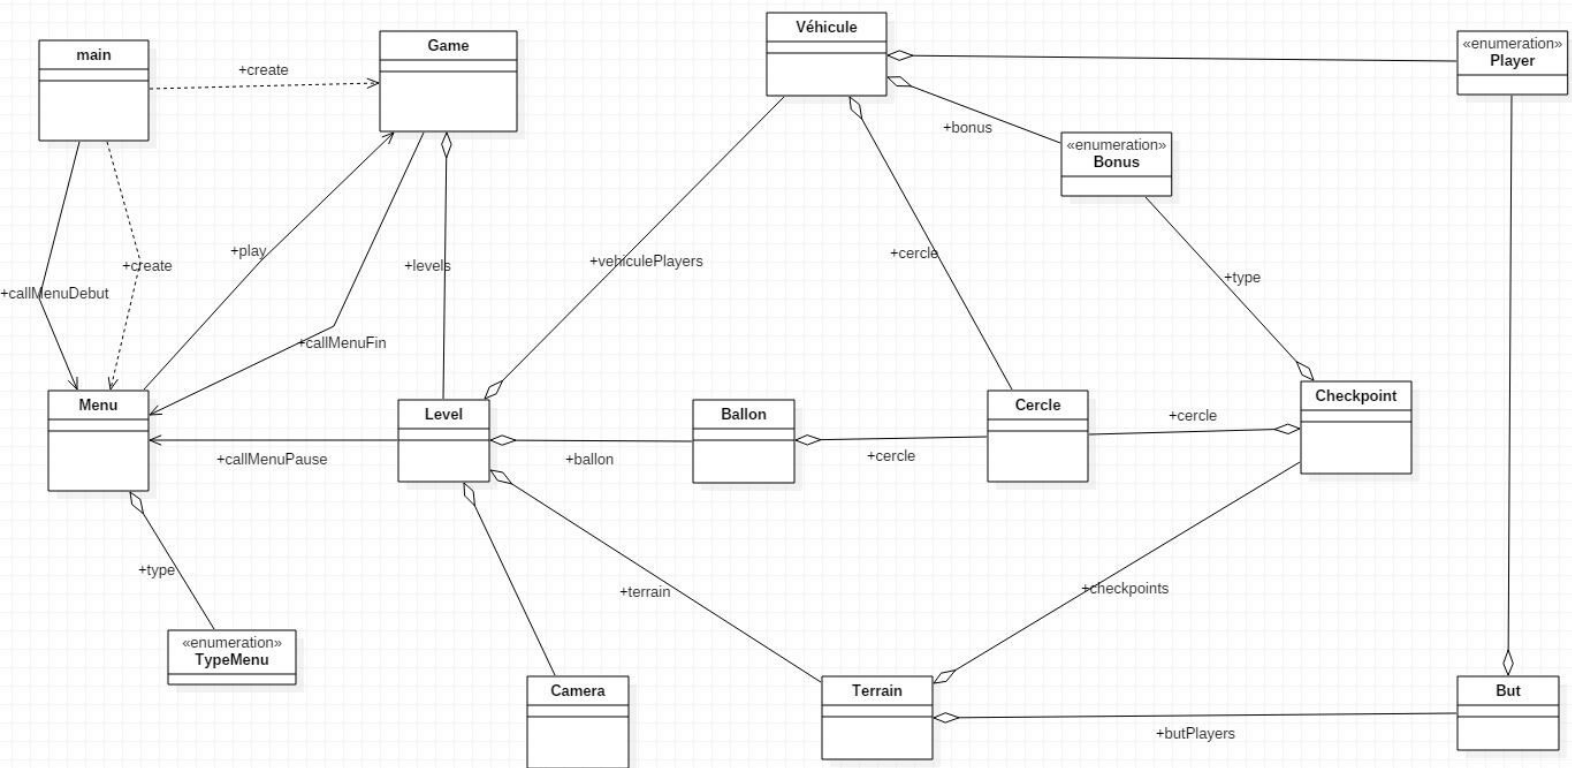 Véhicule
main
Game
«enumeration»
Player
+create
+bonus
«enumeration»
Bonus
+play
+create
+levels
+vehiculePlayers
+cercle
+type
+callMenuDebut
+callMenuFin
Menu
Level
Ballon
Cercle
Checkpoint
+callMenuPause
+ballon
+cercle
+cercle
+type
+terrain
+checkpoints
«enumeration»
TypeMenu
Camera
Terrain
But
+butPlayers